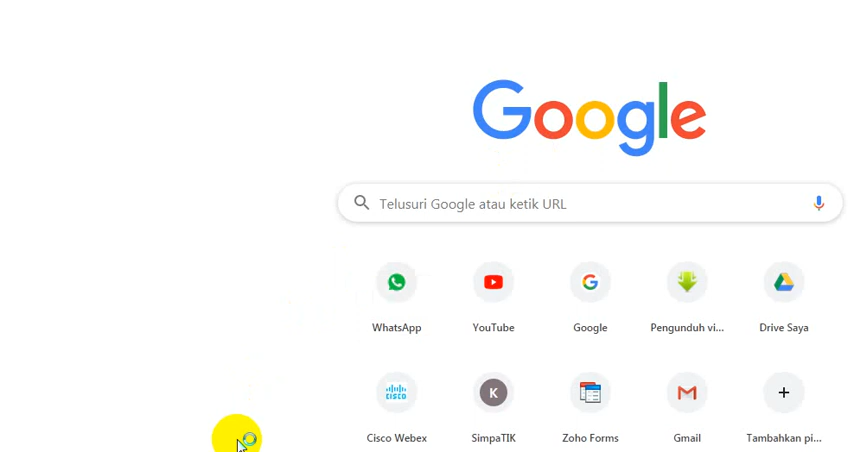 Google
Telusuri Google atau ketik URL
WhatsApp
YouTube
Google
Pengunduh vi...
Drive Saya
cisco
K
Cisco Webex
SimpaTIK
Zoho Forms
Gmail
Tambahkan pi...